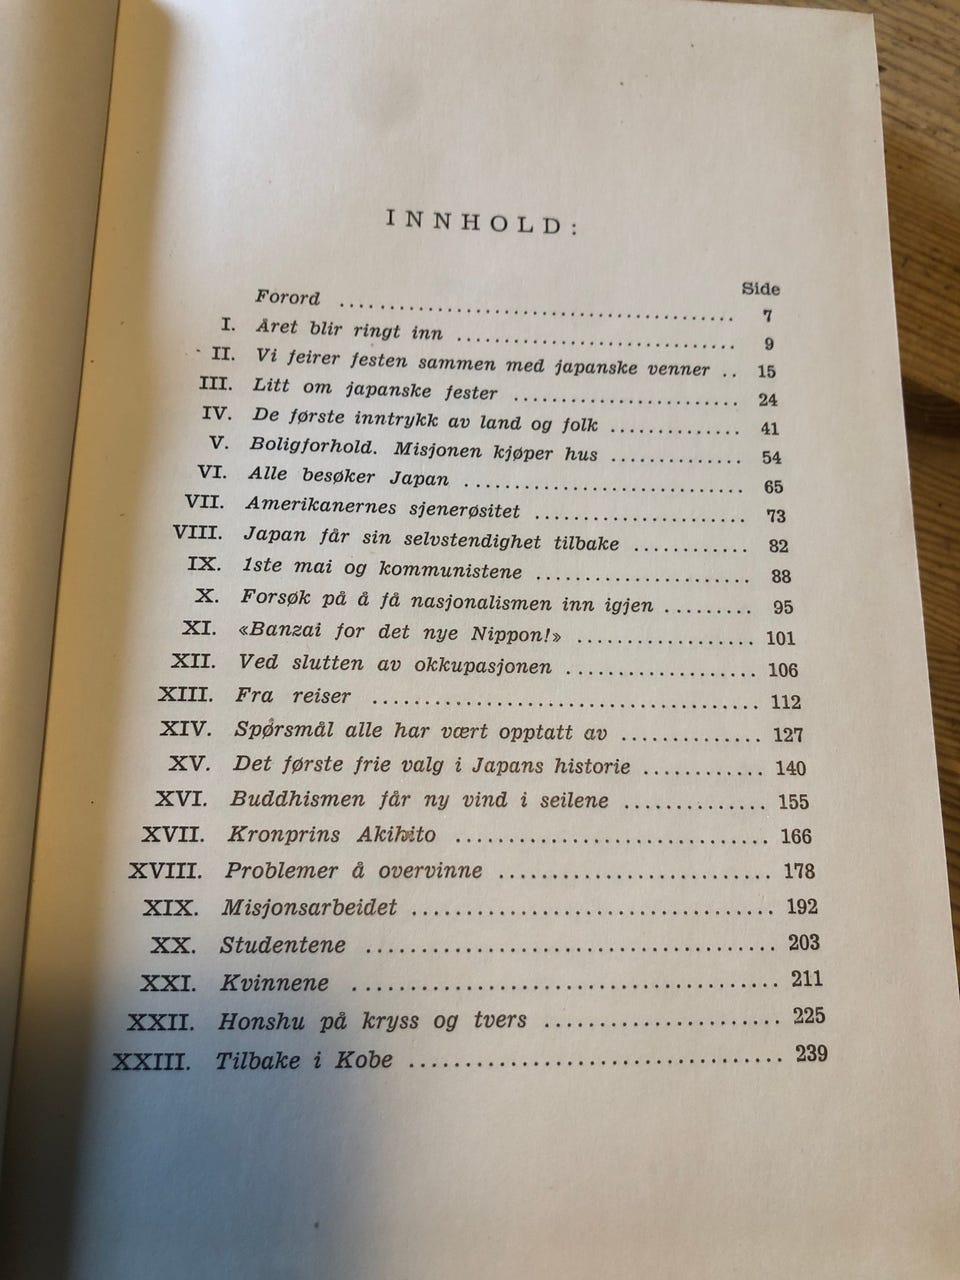 INNHOLD:
Side
Forord ........................................ 7
I. Året blir ringt inn ............................. 9
II. Vi feirer festen sammen med japanske venner .. 15
III. Litt om japanske fester ........................ 24
IV. De første inntrykk av land og folk .............. 41
V. Boligforhold. Misjonen kjøper hus .............. 54
VI. Alle besøker Japan ............................. 65
VII. Amerikanernes sjenerøsitet ...................... 73
VIII. Japan får sin selvstendighet tilbake ............ 82
IX. 1ste mai og kommunistene ....................... 88
X. Forsøk på å få nasjonalismen inn igjen ......... 95
XI. «Banzai for det nye Nippon!» ................... 101
XII. Ved slutten av okkupasjonen .................... 106
XIII. Fra reiser ........................................ 112
XIV. Spørsmål alle har vært opptatt av .............. 127
XV. Det første frie valg i Japans historie ............ 140
XVI. Buddhismen får ny vind i seilene .............. 155
XVII. Kronprins Akihito ............................... 166
XVIII. Problemer å overvinne .......................... 178
XIX. Misjonsarbeidet ................................... 192
XX. Studentene ....................................... 203
XXI. Kvinnene ........................................ 211
XXII. Honshu på kryss og tvers ...................... 225
XXIII. Tilbake i Kobe ................................... 239